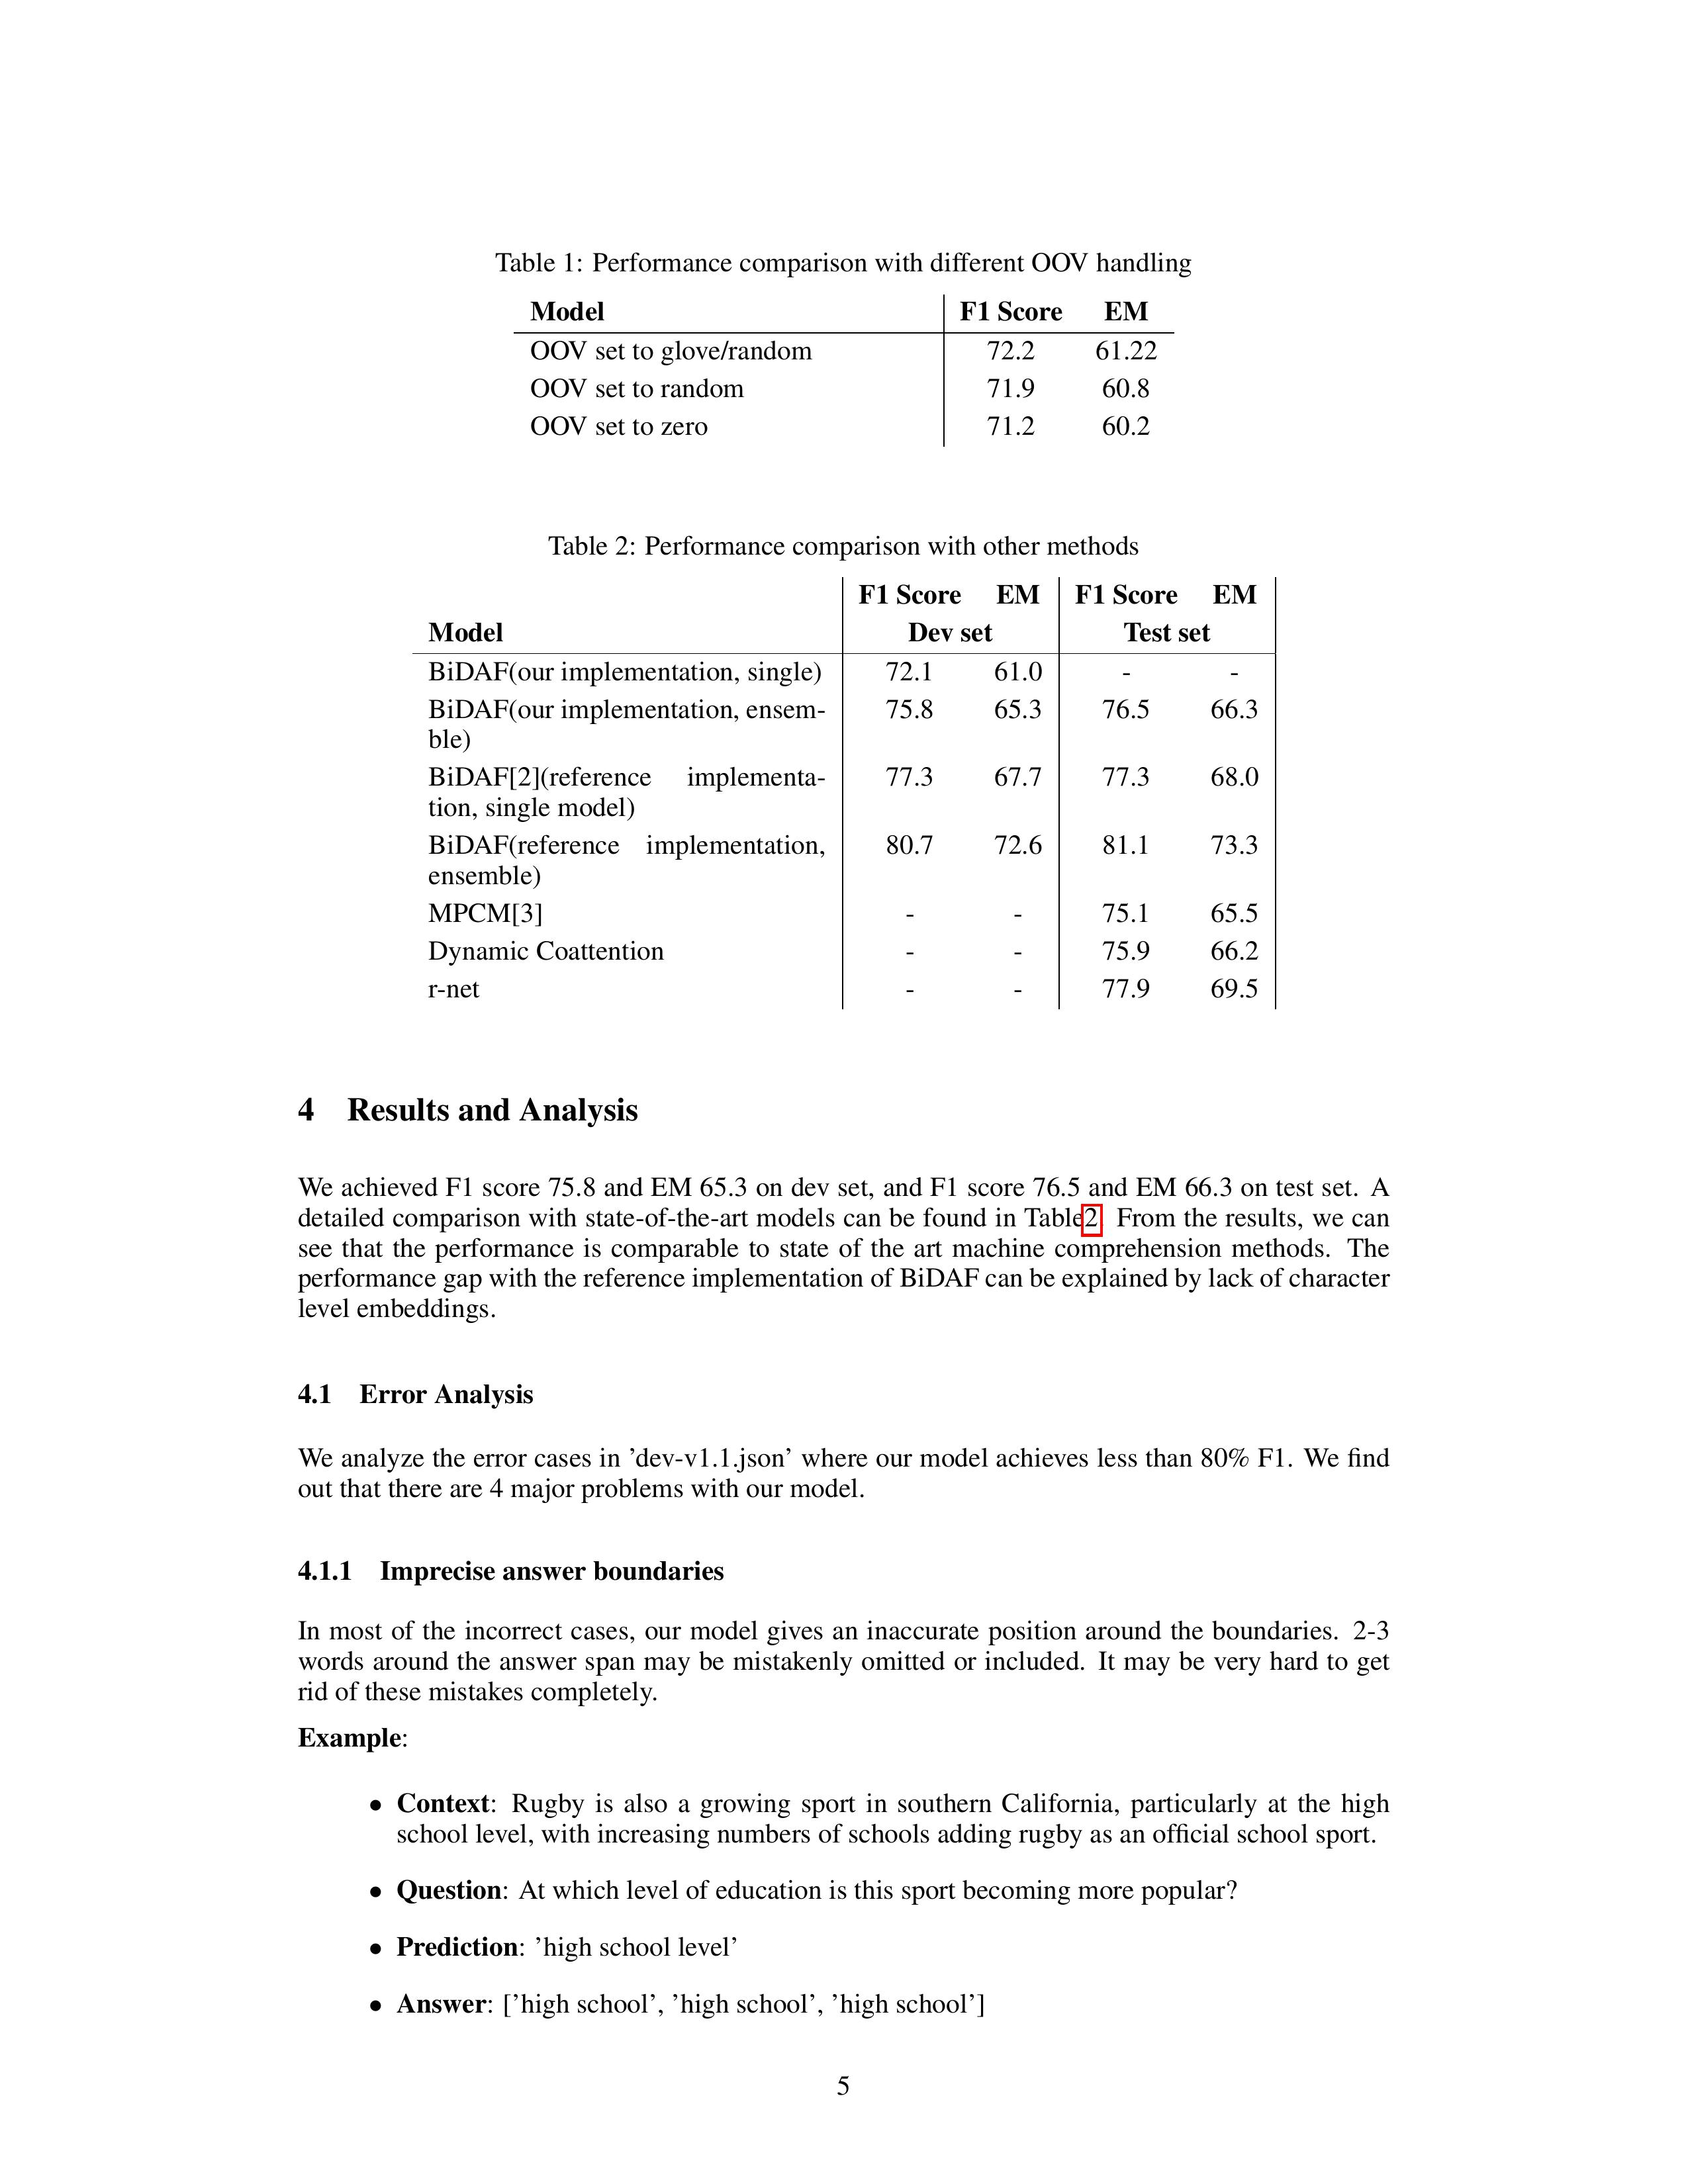 Table 1: Performance comparison with different OOV handling
Model F1 Score EM
OOV set to glove/random 72.2 61.22
OOV set to random 71.9 60.8
OOV set to zero 71.2 60.2
Table 2: Performance comparison with other methods
F1 Score EM F1 Score EM
Model Dev set Test set
BiDAF(our implementation, single) 72.1 61.0 - -
BiDAF(our implementation, ensem- 75.8 65.3 76.5 66.3
ble)
BiDAF[2](reference implementa- 77.3 67.7 77.3 68.0
tion, single model)
BiDAF(reference implementation, 80.7 72.6 81.1 73.3
ensemble)
MPCM[3] - - 75.1 65.5
Dynamic Coattention - - 75.9 66.2
r-net - - 77.9 69.5
4 Results and Analysis
We achieved F1 score 75.8 and EM 65.3 on dev set, and F1 score 76.5 and EM 66.3 on test set. A
detailed comparison with state-of-the-art models can be found in Table2. From the results, we can
see that the performance is comparable to state of the art machine comprehension methods. The
performance gap with the reference implementation of BiDAF can be explained by lack of character
level embeddings.
4.1 Error Analysis
We analyze the error cases in ’dev-v1.1.json’ where our model achieves less than 80% F1. We find
out that there are 4 major problems with our model.
4.1.1 Imprecise answer boundaries
In most of the incorrect cases, our model gives an inaccurate position around the boundaries. 2-3
words around the answer span may be mistakenly omitted or included. It may be very hard to get
rid of these mistakes completely.
Example:
• Context: Rugby is also a growing sport in southern California, particularly at the high
school level, with increasing numbers of schools adding rugby as an official school sport.
• Question: At which level of education is this sport becoming more popular?
• Prediction: ’high school level’
• Answer: [’high school’, ’high school’, ’high school’]
5